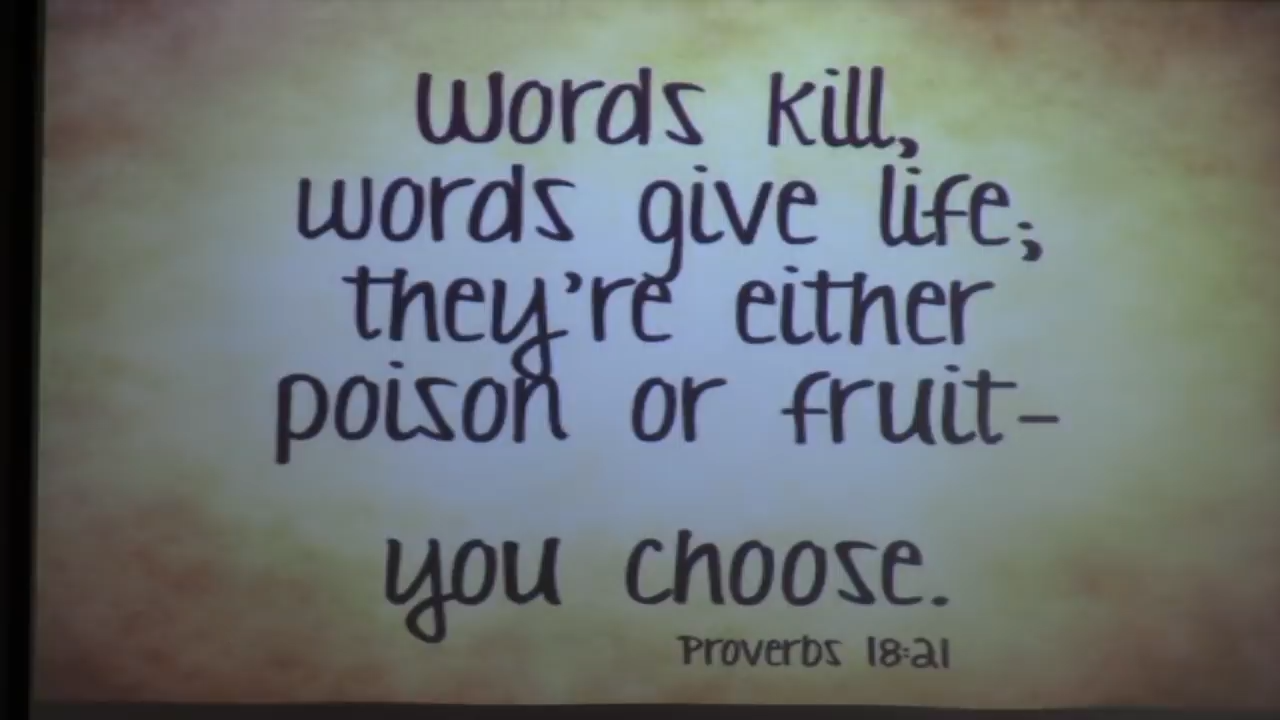 words kill,
words give life;
they're either
poison or fruit-
you choose.
Proverbs 18:21